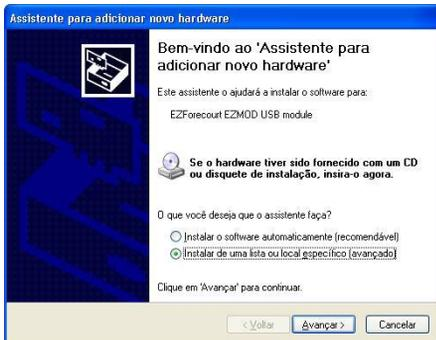 Assistente para adicionar novo hardware
Bem-vindo ao 'Assistente para
adicionar novo hardware'
Este assistente o ajudará a instalar o software para:
EZForecourt EZMOD USB module
Se o hardware tiver sido fornecido com um CD
ou disquete de instalação, insira-o agora.
O que você deseja que o assistente faça?
Instalar o software automaticamente (recomendável)
Instalar de uma lista ou local específico (avançado)
Clique em 'Avançar' para continuar.
< Voltar Avançar > Cancelar